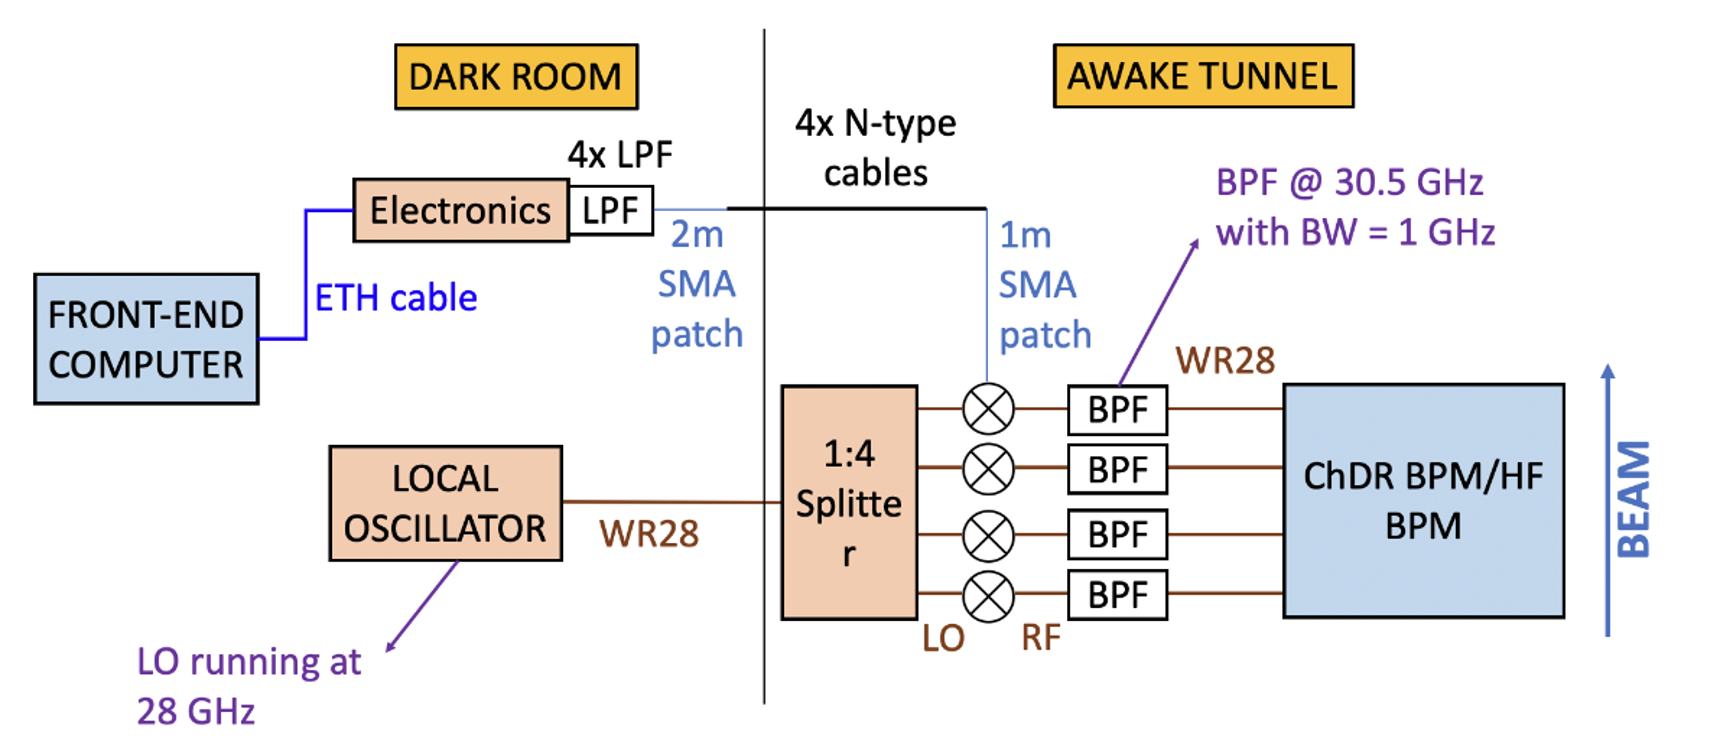 DARK ROOM
AWAKE TUNNEL
4x N-type
cables
4x LPF
Electronics
LPF
2m
SMA
patch
1m
SMA
patch
BPF @ 30.5 GHz
with BW = 1 GHz
ETH cable
FRONT-END
COMPUTER
WR28
1:4
Splitte
r
BPF
BPF
BPF
BPF
ChDR BPM/HF
BPM
BEAM
LOCAL
OSCILLATOR
WR28
LO
RF
LO running at
28 GHz